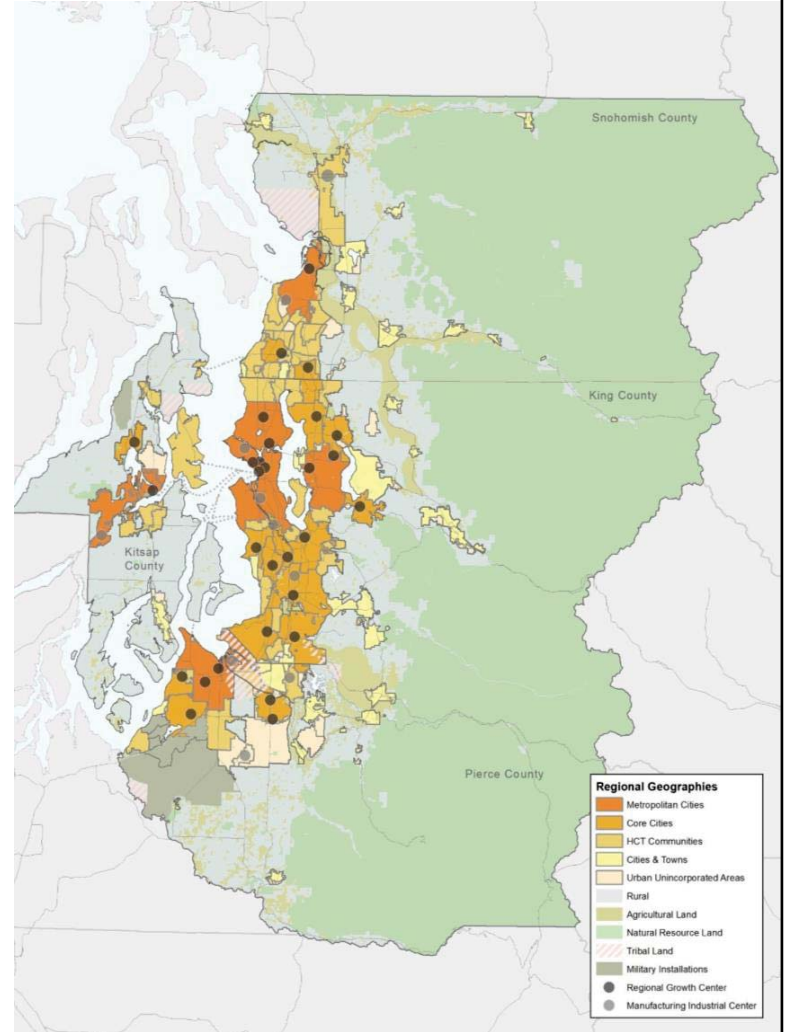 Snohomish County
King County
Kitsap
County
Pierce County
Regional Geographies
Metropolitan Cities
Core Cities
HCT Communities
Cities & Towns
Urban Unincorporated Areas
Rural
Agricultural Land
Natural Resource Land
Tribal Land
Military Installations
Regional Growth Center
Manufacturing Industrial Center